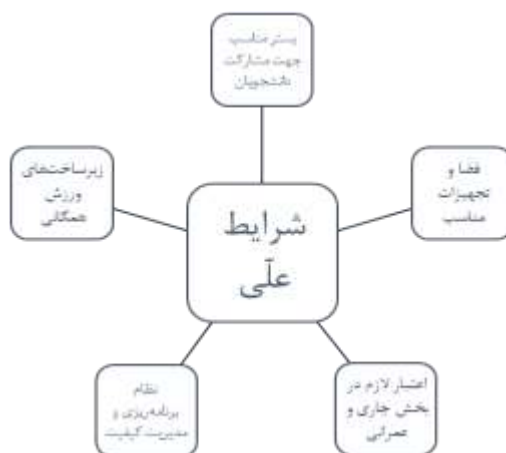 بستر مناسب
جهت مشارکت
دانشجویان
فضا و
تجهیزات
مناسب
زیرساخت‌های
ورزش
همگانی
شرایط
علّی
اعتبار لازم در
بخش جاری و
عمرانی
نظام
برنامه‌ریزی و
مدیریت کیفیت